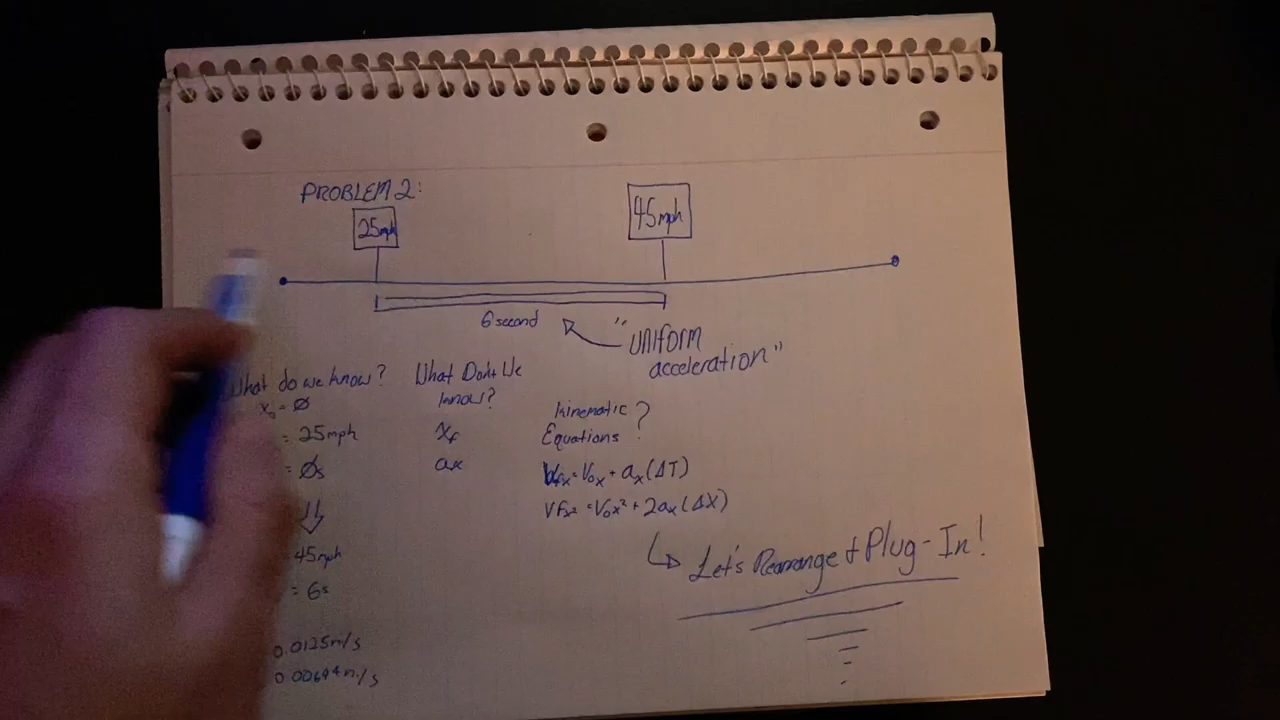 PROBLEM 2:
25mph
45mph
6 second
"UNIFORM
acceleration"
What do we know?
x₀ = Ø
= 25mph
= Øs
45mph
= 6s
0.0125m/s
What Don't We
know?
xf
ax
Kinematic
Equations?
Vfx = V₀x + ax(ΔT)
VFx² = V₀x² + 2ax(ΔX)
Let's Rearrange & Plug-In!